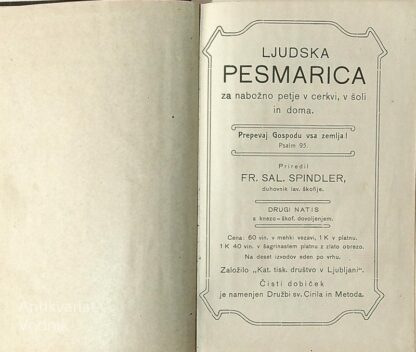 LJUDSKA
PESMARICA
za nabožno petje v cerkvi, v šoli
in doma.
Prepevaj Gospodu vsa zemlja!
Psalm 95.
Priredil
FR. SAL. SPINDLER,
duhovnik lav. škofije.
DRUGI NATIS
s knezo-škof. dovoljenjem.
Cena: 60 vin. v mehki vezavi, 1 K v platnu,
1 K 40 vin. v šagrinastem platnu z zlato obrezo.
Na deset izvodov eden po vrhu.
Založilo „Kat. tisk. društvo v Ljubljani“.
Čisti dobiček
je namenjen Družbi sv. Cirila in Metoda.
Antikvariat
Vodnik